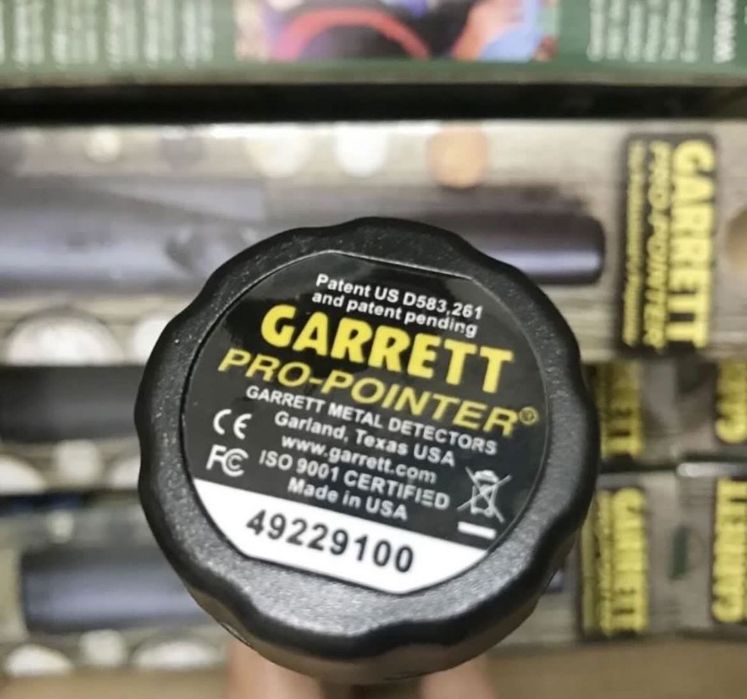 Patent US D583,261
and patent pending
GARRETT
PRO-POINTER®
GARRETT METAL DETECTORS
Garland, Texas USA
www.garrett.com
ISO 9001 CERTIFIED
Made in USA
CE
FC
49229100
GARRETT
PRO-POINTER
GARRETT
GARRETT